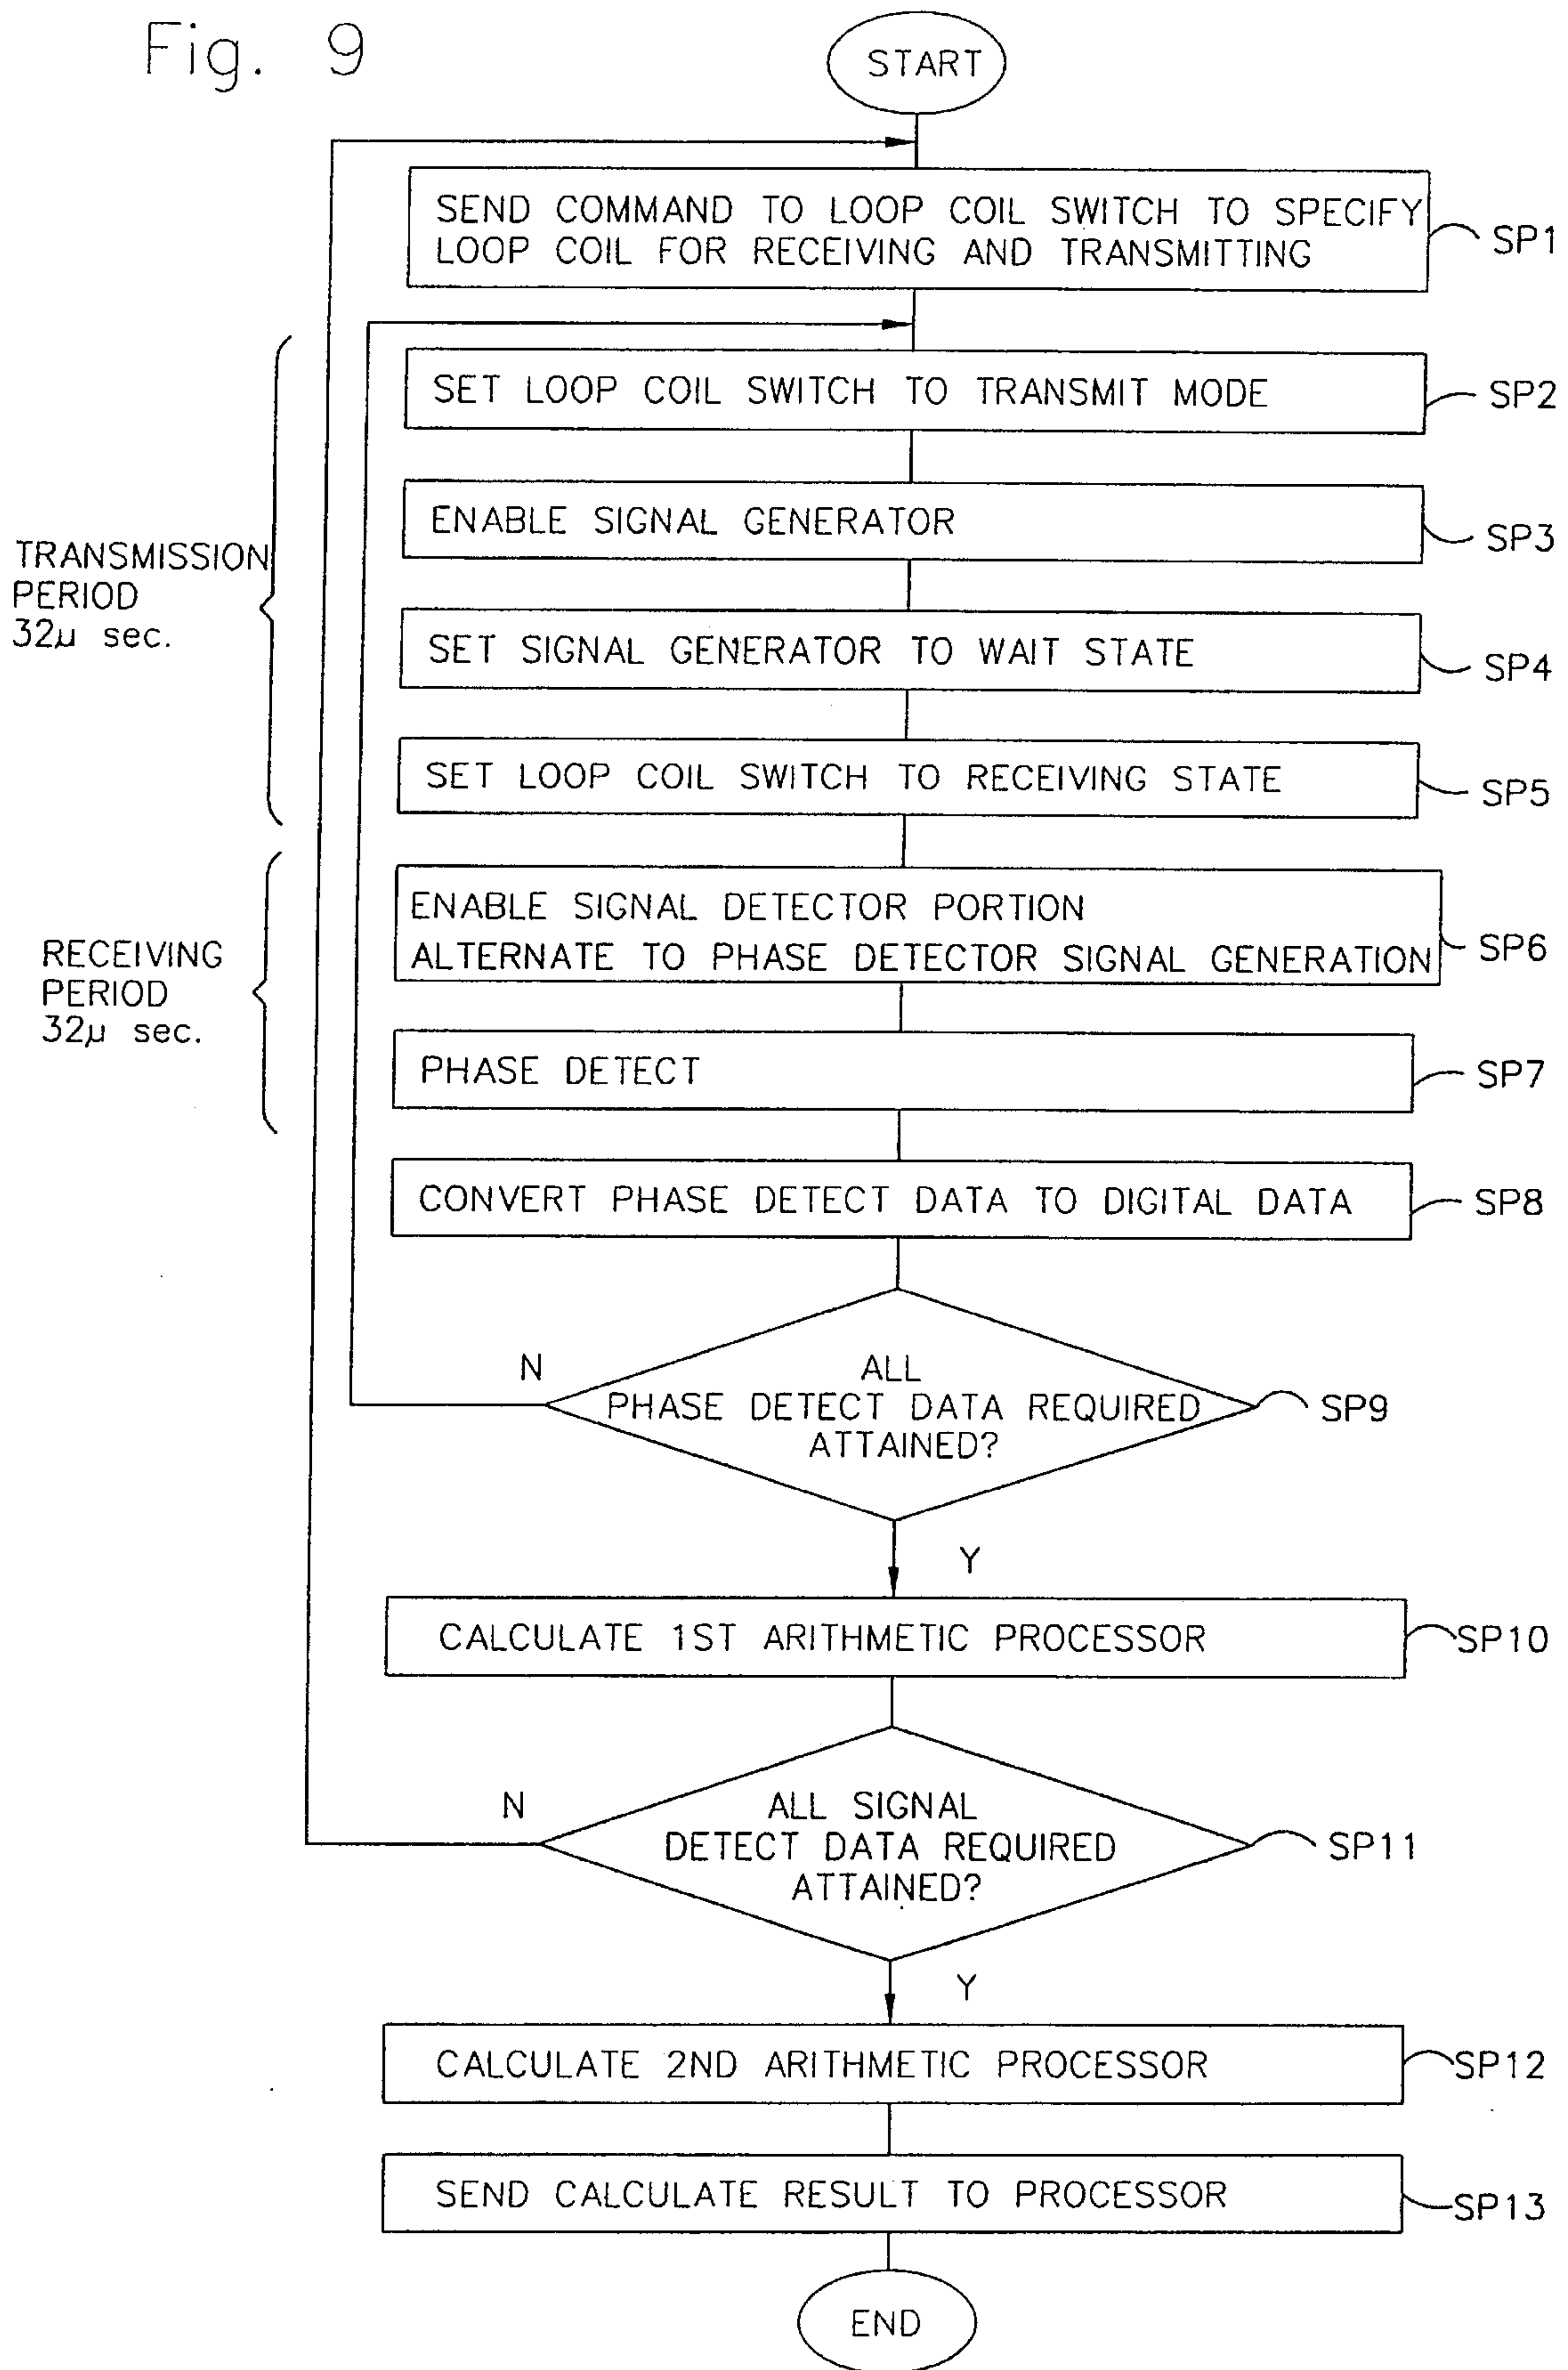 Fig. 9
START
SEND COMMAND TO LOOP COIL SWITCH TO SPECIFY
LOOP COIL FOR RECEIVING AND TRANSMITTING
SP1
SET LOOP COIL SWITCH TO TRANSMIT MODE
SP2
ENABLE SIGNAL GENERATOR
SP3
TRANSMISSION
PERIOD
32μ sec.
SET SIGNAL GENERATOR TO WAIT STATE
SP4
SET LOOP COIL SWITCH TO RECEIVING STATE
SP5
ENABLE SIGNAL DETECTOR PORTION
ALTERNATE TO PHASE DETECTOR SIGNAL GENERATION
SP6
RECEIVING
PERIOD
32μ sec.
PHASE DETECT
SP7
CONVERT PHASE DETECT DATA TO DIGITAL DATA
SP8
N
ALL
PHASE DETECT DATA REQUIRED
ATTAINED?
SP9
Y
CALCULATE 1ST ARITHMETIC PROCESSOR
SP10
N
ALL SIGNAL
DETECT DATA REQUIRED
ATTAINED?
SP11
Y
CALCULATE 2ND ARITHMETIC PROCESSOR
SP12
SEND CALCULATE RESULT TO PROCESSOR
SP13
END